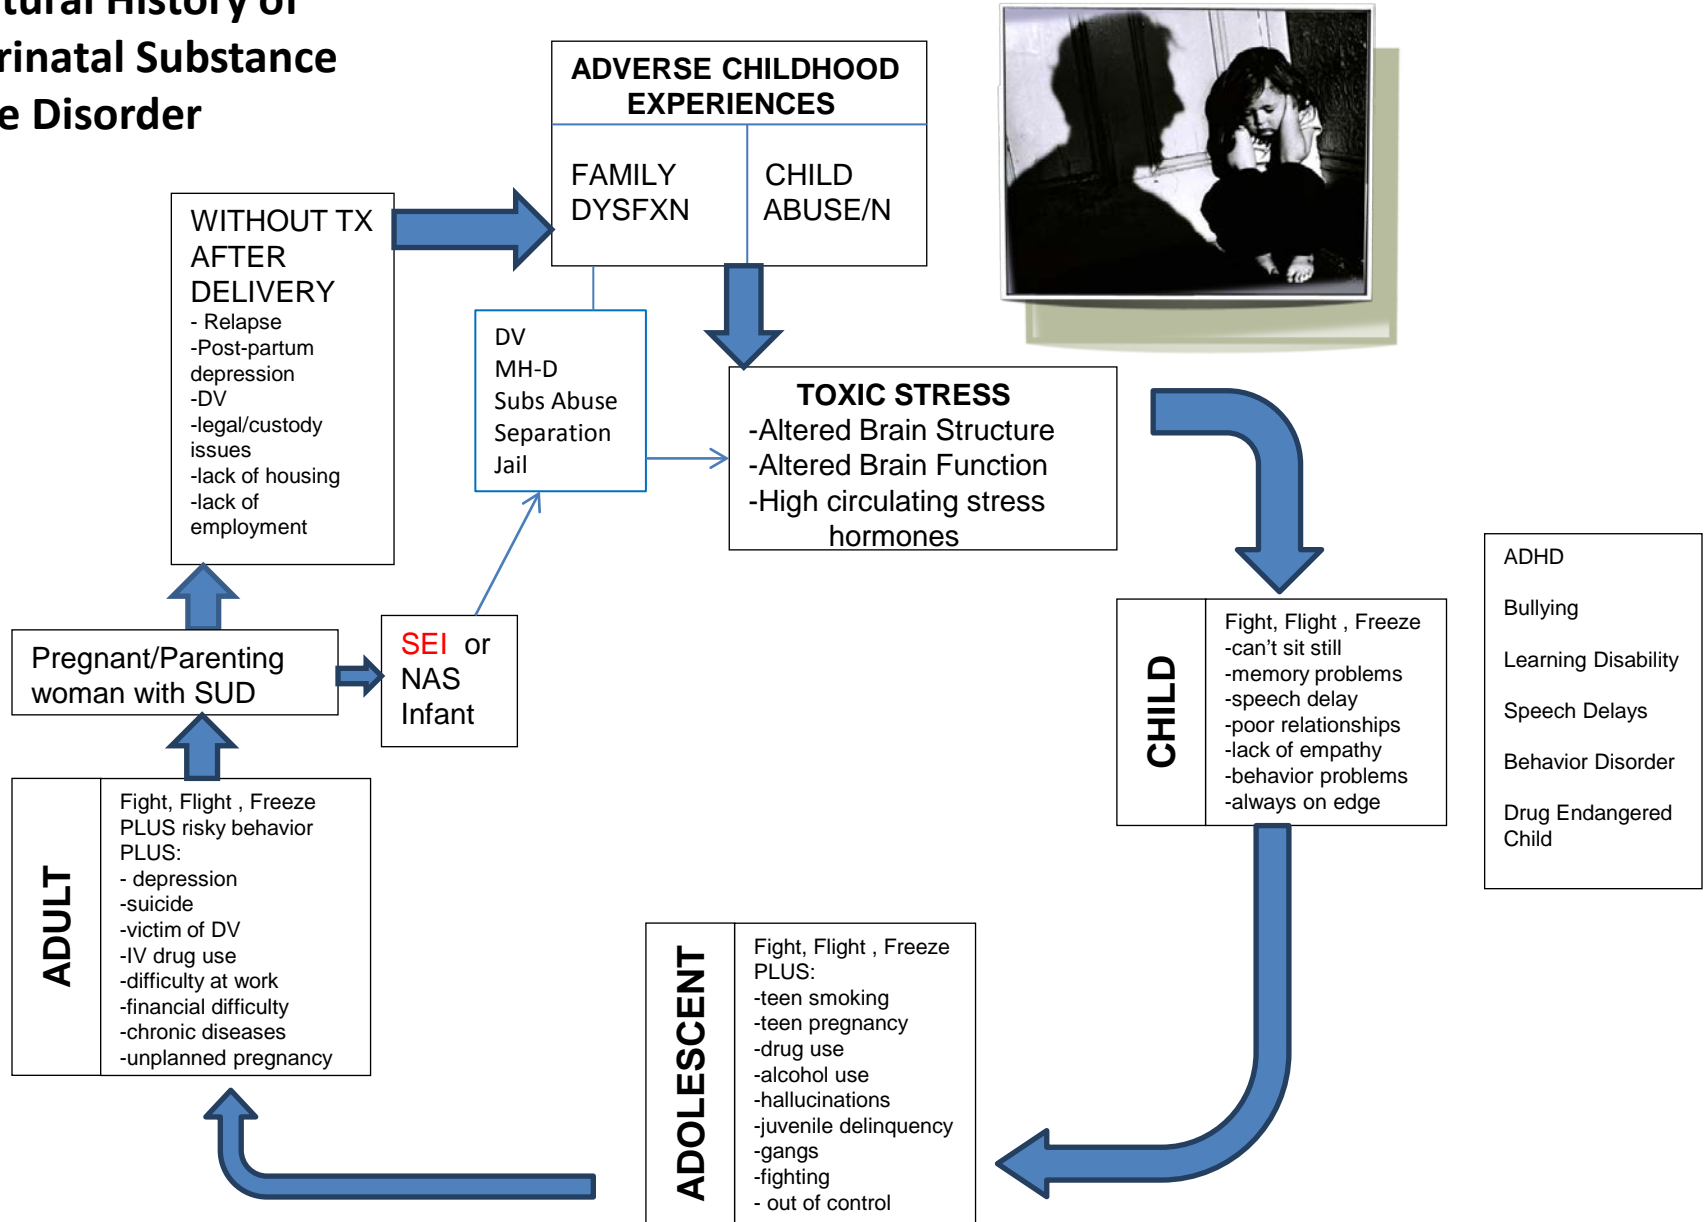 tural History of
rinatal Substance
e Disorder
ADVERSE CHILDHOOD
EXPERIENCES
FAMILY
DYSFXN
CHILD
ABUSE/N
WITHOUT TX
AFTER
DELIVERY
- Relapse
-Post-partum
depression
-DV
-legal/custody
issues
-lack of housing
-lack of
employment
DV
MH-D
Subs Abuse
Separation
Jail
TOXIC STRESS
-Altered Brain Structure
-Altered Brain Function
-High circulating stress
hormones
Pregnant/Parenting
woman with SUD
SEI or
NAS
Infant
CHILD
Fight, Flight , Freeze
-can't sit still
-memory problems
-speech delay
-poor relationships
-lack of empathy
-behavior problems
-always on edge
ADHD
Bullying
Learning Disability
Speech Delays
Behavior Disorder
Drug Endangered
Child
ADULT
Fight, Flight , Freeze
PLUS risky behavior
PLUS:
- depression
-suicide
-victim of DV
-IV drug use
-difficulty at work
-financial difficulty
-chronic diseases
-unplanned pregnancy
ADOLESCENT
Fight, Flight , Freeze
PLUS:
-teen smoking
-teen pregnancy
-drug use
-alcohol use
-hallucinations
-juvenile delinquency
-gangs
-fighting
- out of control